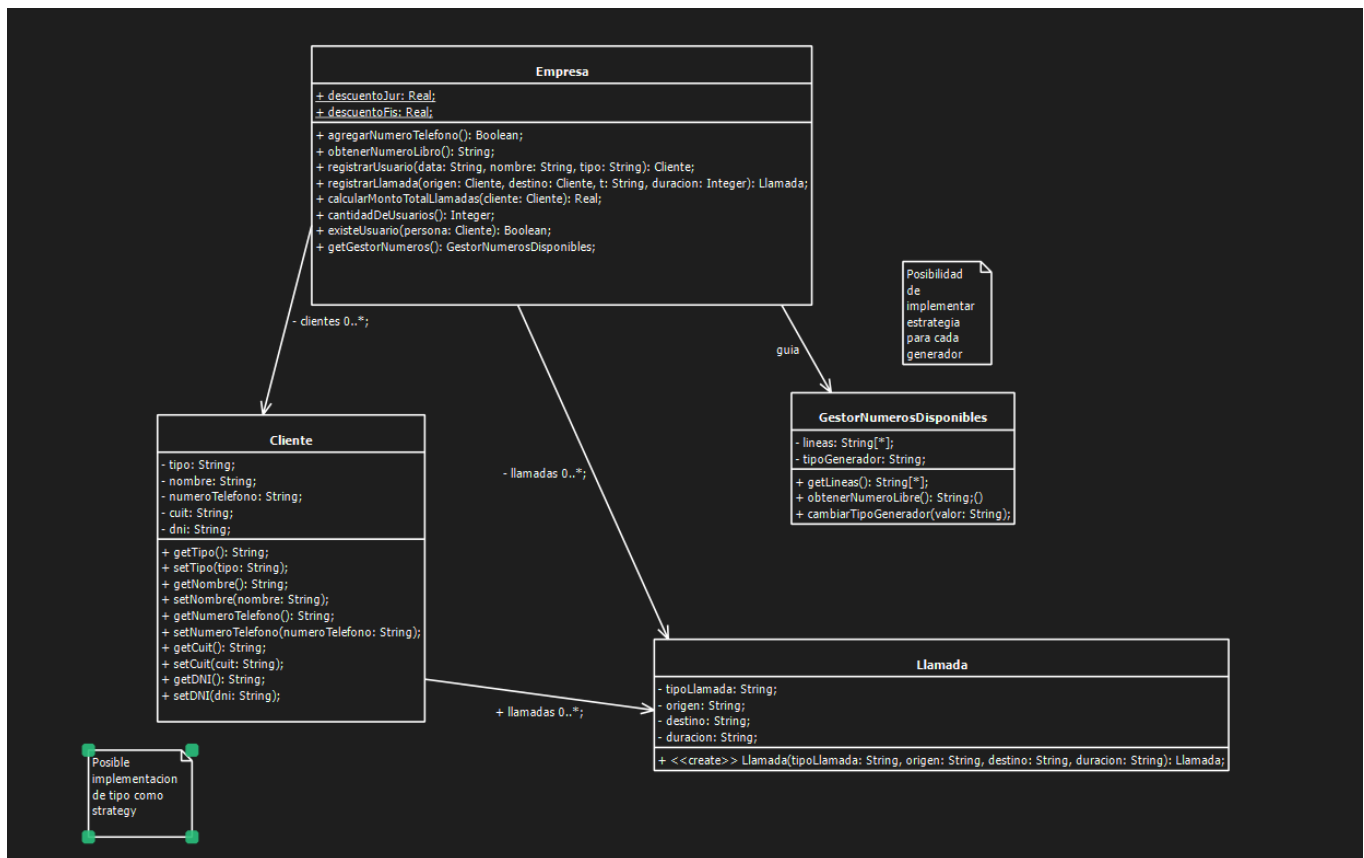 Empresa
+ descuentoJur: Real;
+ descuentoFis: Real;
+ agregarNumeroTelefono(): Boolean;
+ obtenerNumeroLibro(): String;
+ registrarUsuario(data: String, nombre: String, tipo: String): Cliente;
+ registrarLlamada(origen: Cliente, destino: Cliente, t: String, duracion: Integer): Llamada;
+ calcularMontoTotalLlamadas(cliente: Cliente): Real;
+ cantidadDeUsuarios(): Integer;
+ existeUsuario(persona: Cliente): Boolean;
+ getGestorNumeros(): GestorNumerosDisponibles;
Posibilidad
de
implementar
estrategia
para cada
generador
- clientes 0..*;
guia
GestorNumerosDisponibles
- lineas: String[*];
- tipoGenerador: String;
+ getLineas(): String[*];
+ obtenerNumeroLibre(): String;()
+ cambiarTipoGenerador(valor: String);
Cliente
- tipo: String;
- nombre: String;
- numeroTelefono: String;
- cuit: String;
- dni: String;
+ getTipo(): String;
+ setTipo(tipo: String);
+ getNombre(): String;
+ setNombre(nombre: String);
+ getNumeroTelefono(): String;
+ setNumeroTelefono(numeroTelefono: String);
+ getCuit(): String;
+ setCuit(cuit: String);
+ getDNI(): String;
+ setDNI(dni: String);
- llamadas 0..*;
+ llamadas 0..*;
Llamada
- tipoLlamada: String;
- origen: String;
- destino: String;
- duracion: String;
+ <<create>> Llamada(tipoLlamada: String, origen: String, destino: String, duracion: String): Llamada;
Posible
implementacion
de tipo como
strategy